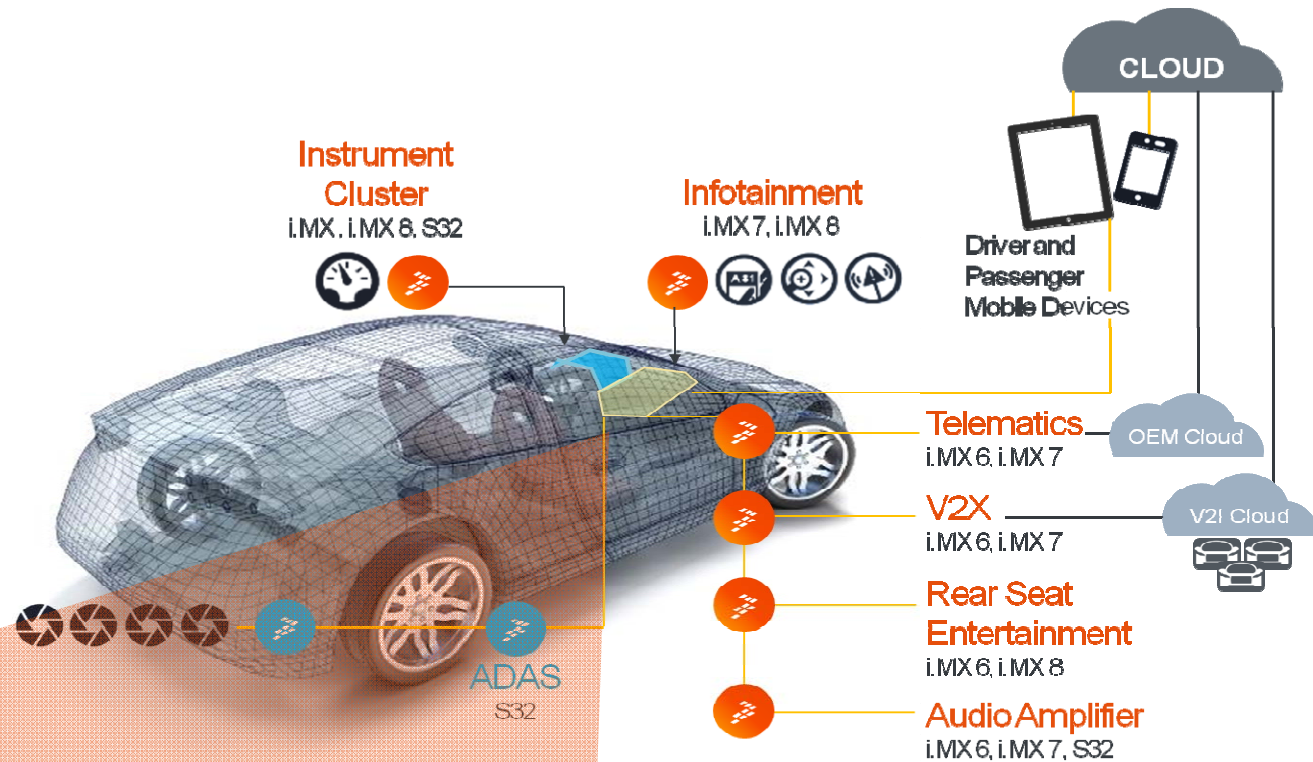 CLOUD
Instrument
Cluster
i.MX, i.MX 8, S32
Infotainment
i.MX 7, i.MX 8
Driver and
Passenger
Mobile Devices
Telematics
i.MX 6, i.MX 7
OEM Cloud
V2X
i.MX 6, i.MX 7
V2I Cloud
Rear Seat
Entertainment
i.MX 6, i.MX 8
ADAS
S32
Audio Amplifier
i.MX 6, i.MX 7, S32